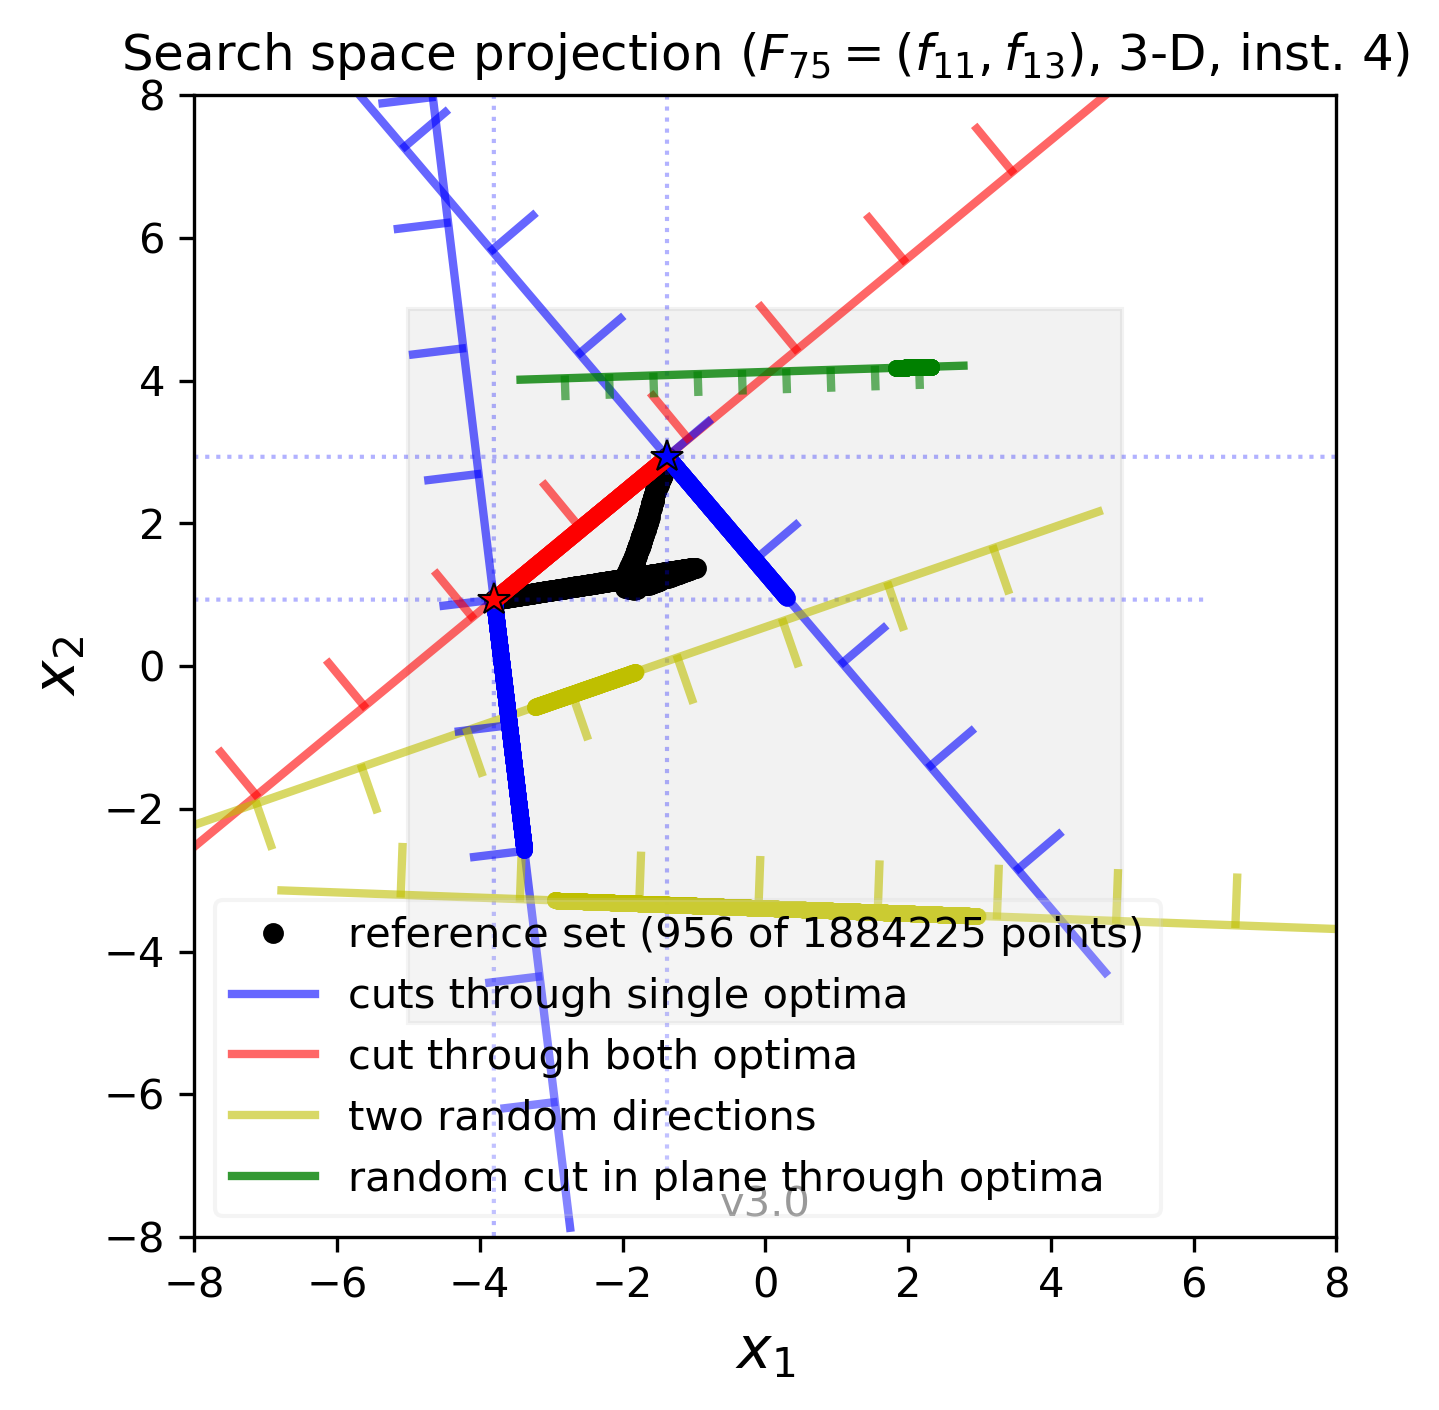 Search space projection (F75 = (f11, f13), 3-D, inst. 4)
8
6
4
2
0
−2
−4
−6
−8
x2
reference set (956 of 1884225 points)
cuts through single optima
cut through both optima
two random directions
random cut in plane through optima
v3.0
−8 −6 −4 −2 0 2 4 6 8
x1